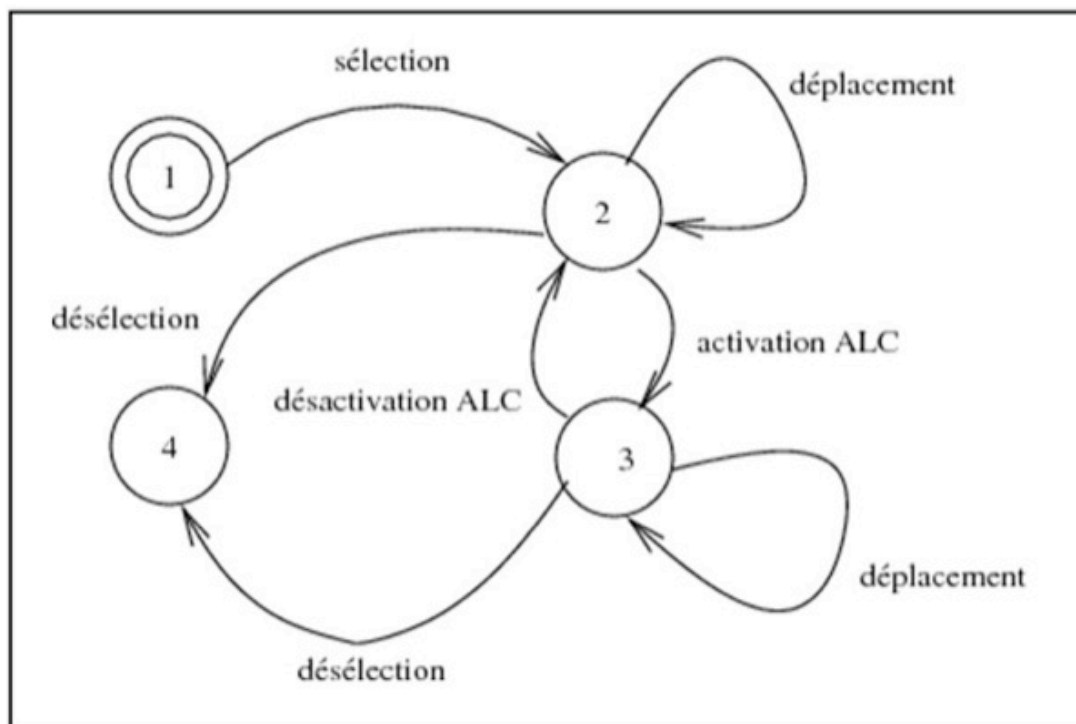 sélection
déplacement
1
2
désélection
activation ALC
désactivation ALC
4
3
déplacement
désélection